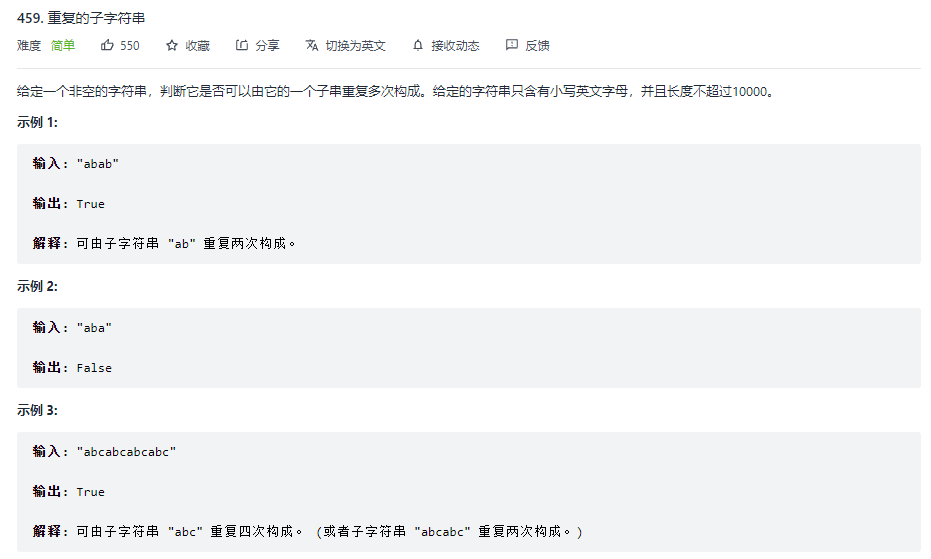 459. 重复的子字符串
难度 简单 550 收藏 分享 切换为英文 接收动态 反馈
给定一个非空的字符串，判断它是否可以由它的一个子串重复多次构成。给定的字符串只含有小写英文字母，并且长度不超过10000。
示例 1:
输入: "abab"
输出: True
解释: 可由子字符串 "ab" 重复两次构成。
示例 2:
输入: "aba"
输出: False
示例 3:
输入: "abcabcabcabc"
输出: True
解释: 可由子字符串 "abc" 重复四次构成。 (或者子字符串 "abcabc" 重复两次构成。)